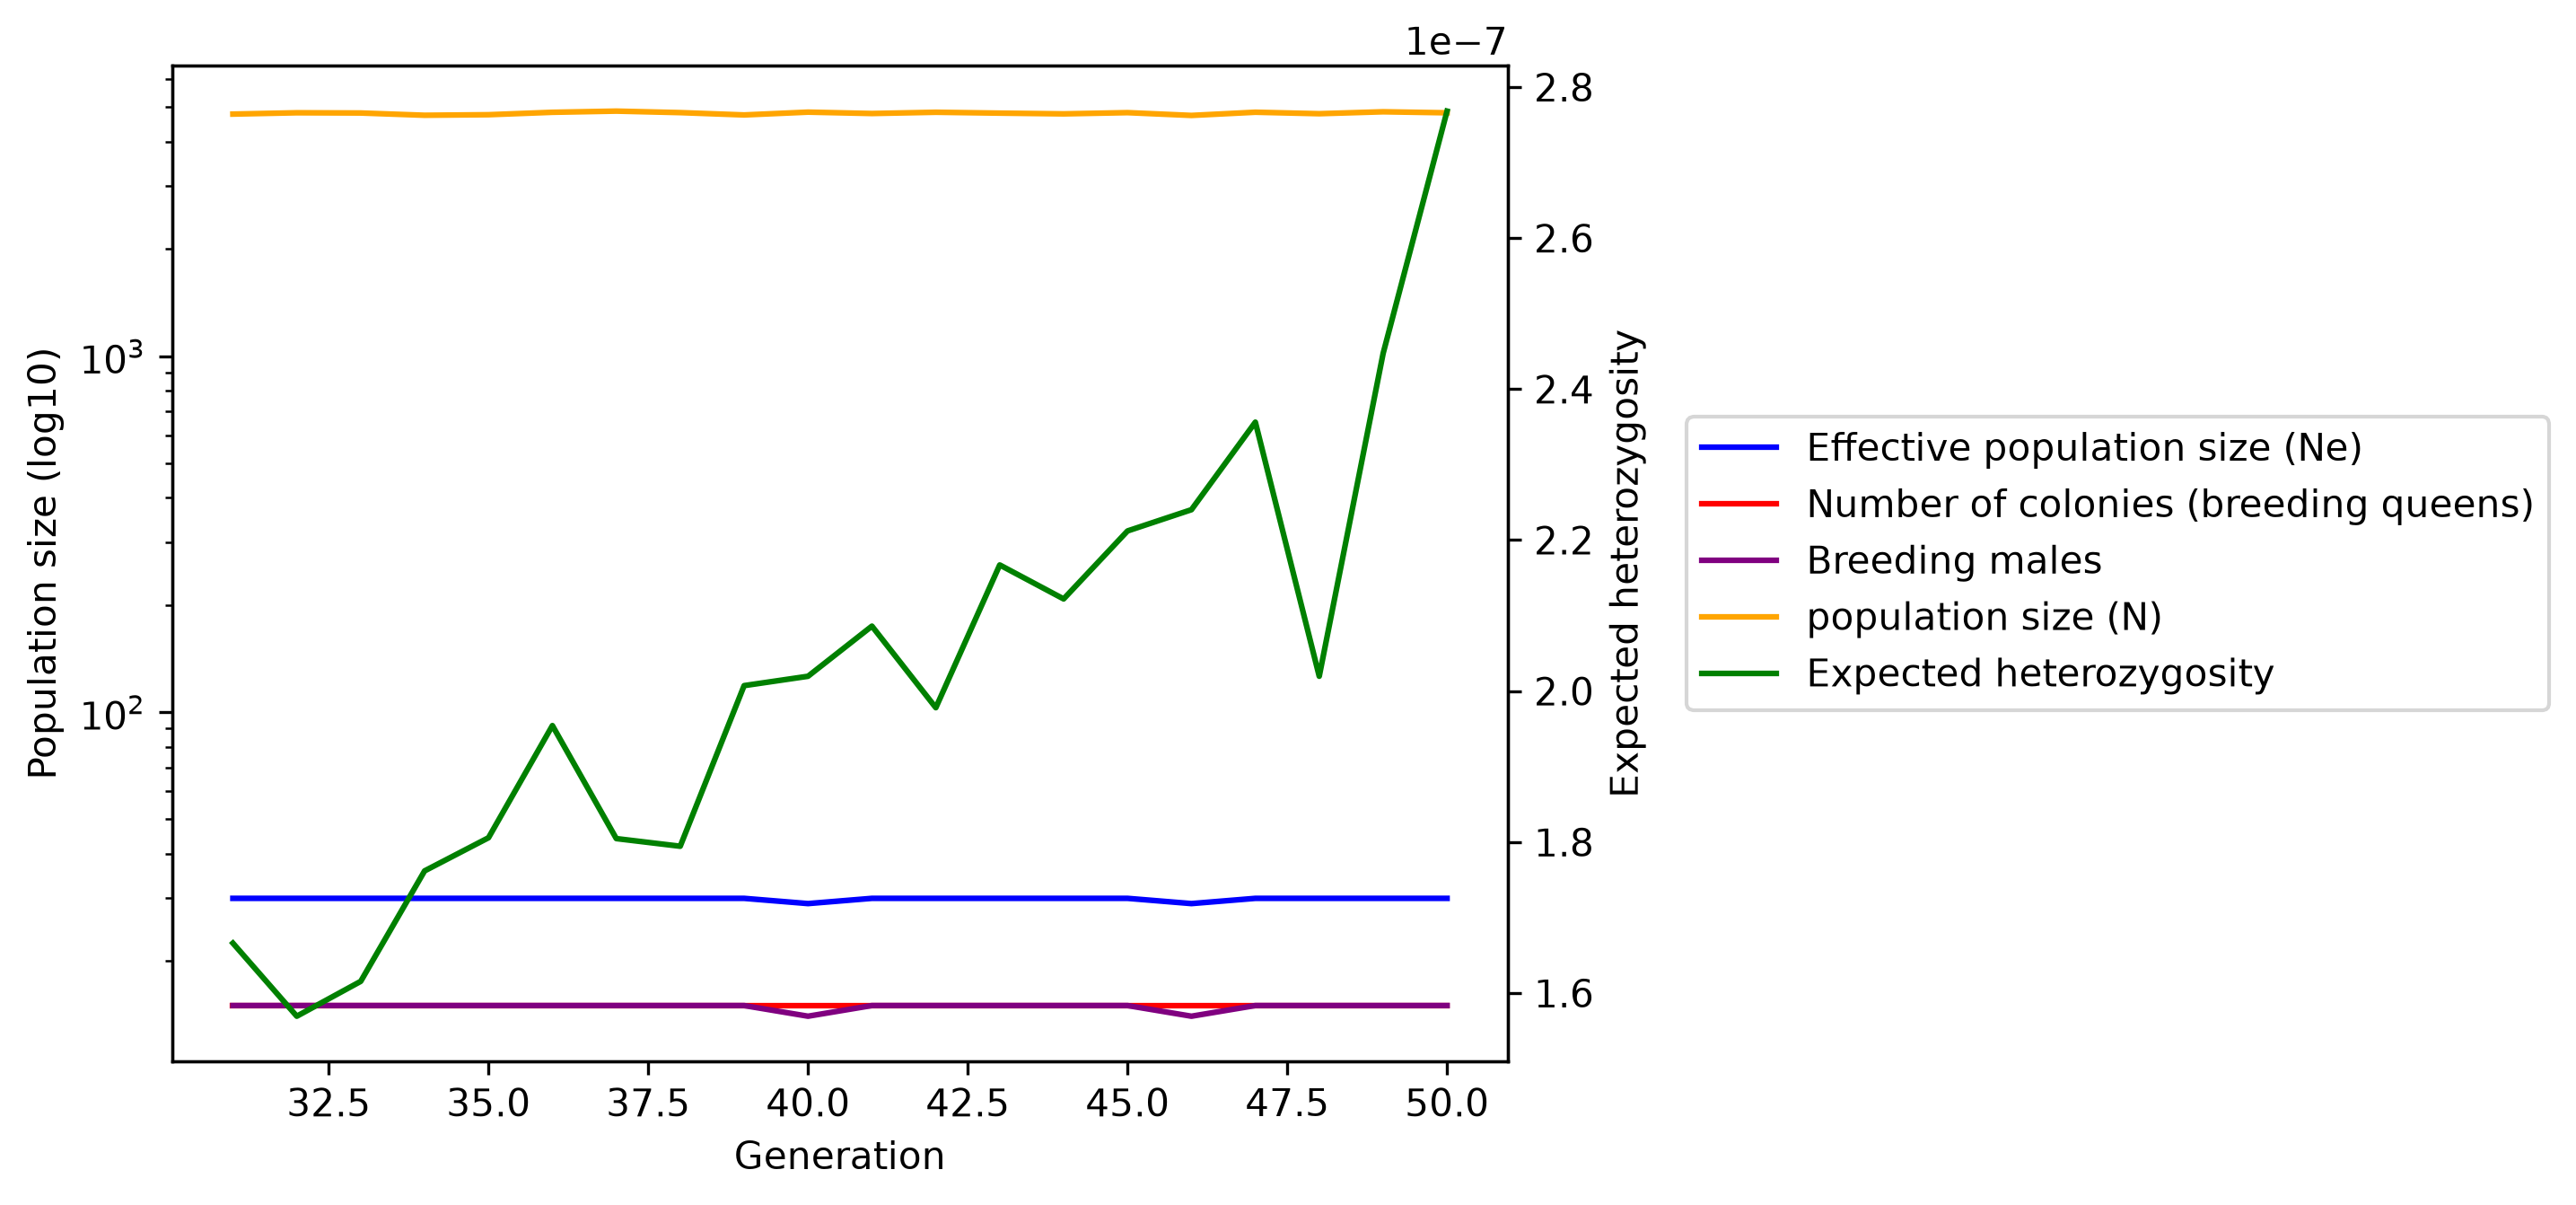 1e−7
Population size (log10)
10³
10²
2.8
2.6
2.4
2.2
2.0
1.8
1.6
Expected heterozygosity
32.5 35.0 37.5 40.0 42.5 45.0 47.5 50.0
Generation
Effective population size (Ne)
Number of colonies (breeding queens)
Breeding males
population size (N)
Expected heterozygosity